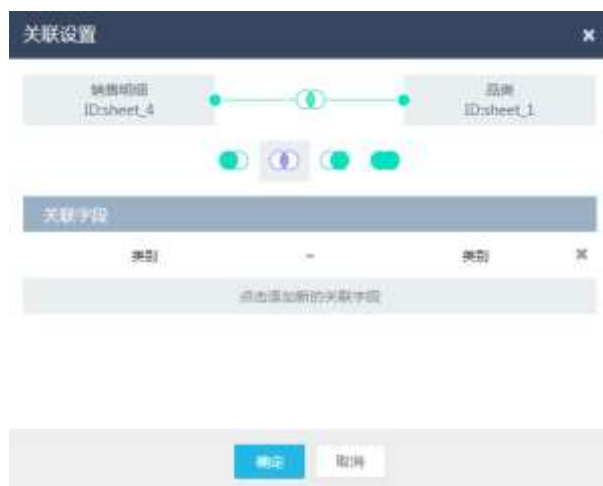 关联设置
销售明细
ID:sheet_4
品类
ID:sheet_1
关联字段
类别 = 类别
点击添加新的关联字段
确定 取消